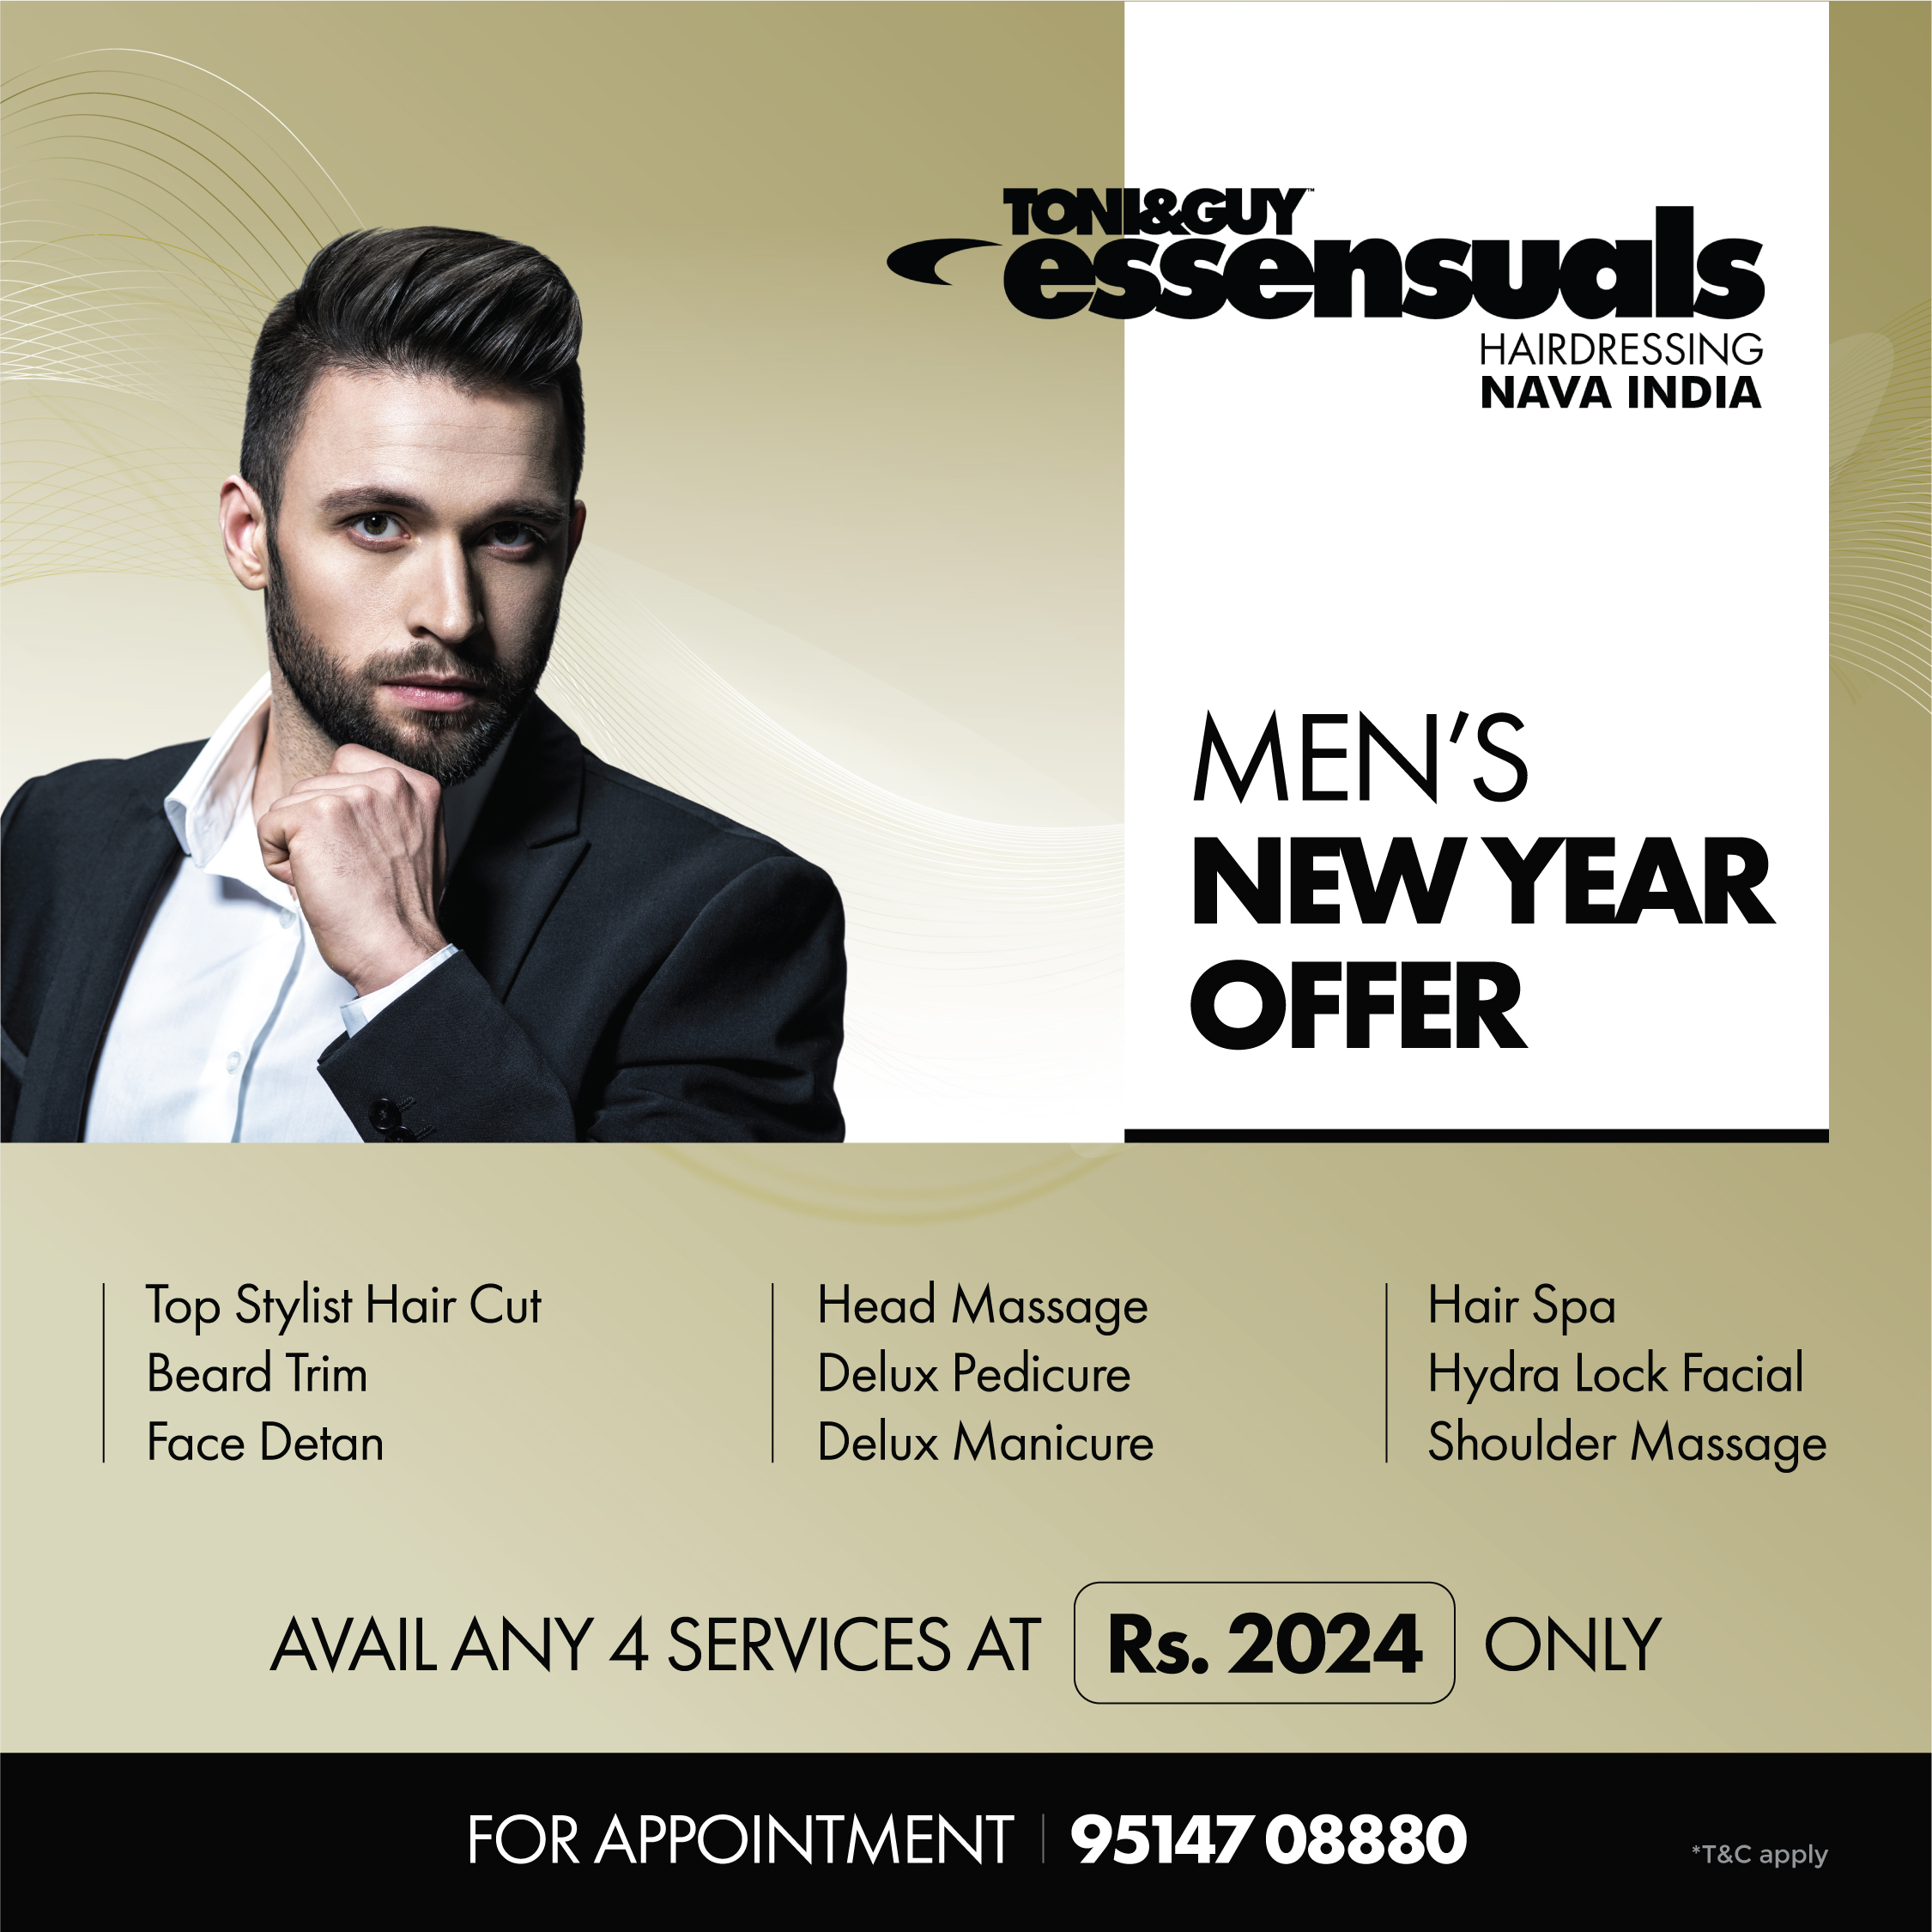 TONI&GUY™
essensuals
HAIRDRESSING
NAVA INDIA
MEN’S
NEW YEAR
OFFER
Top Stylist Hair Cut
Beard Trim
Face Detan
Head Massage
Delux Pedicure
Delux Manicure
Hair Spa
Hydra Lock Facial
Shoulder Massage
AVAIL ANY 4 SERVICES AT Rs. 2024 ONLY
FOR APPOINTMENT | 95147 08880
*T&C apply